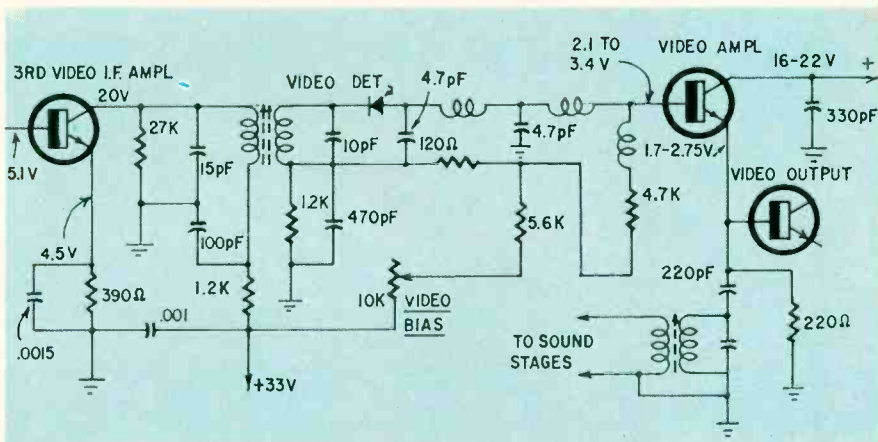 2.1 TO
3.4 V
VIDEO AMPL
16-22V
+
3RD VIDEO I.F. AMPL
20V
VIDEO DET
4.7pF
27K
15pF
10pF
120Ω
4.7pF
330pF
5.1V
1.7-2.75V
VIDEO OUTPUT
4.5V
100pF
1.2K
470pF
5.6K
4.7K
390Ω
1.2K
10K
VIDEO
BIAS
220pF
.0015
.001
+33V
TO SOUND
STAGES
220Ω